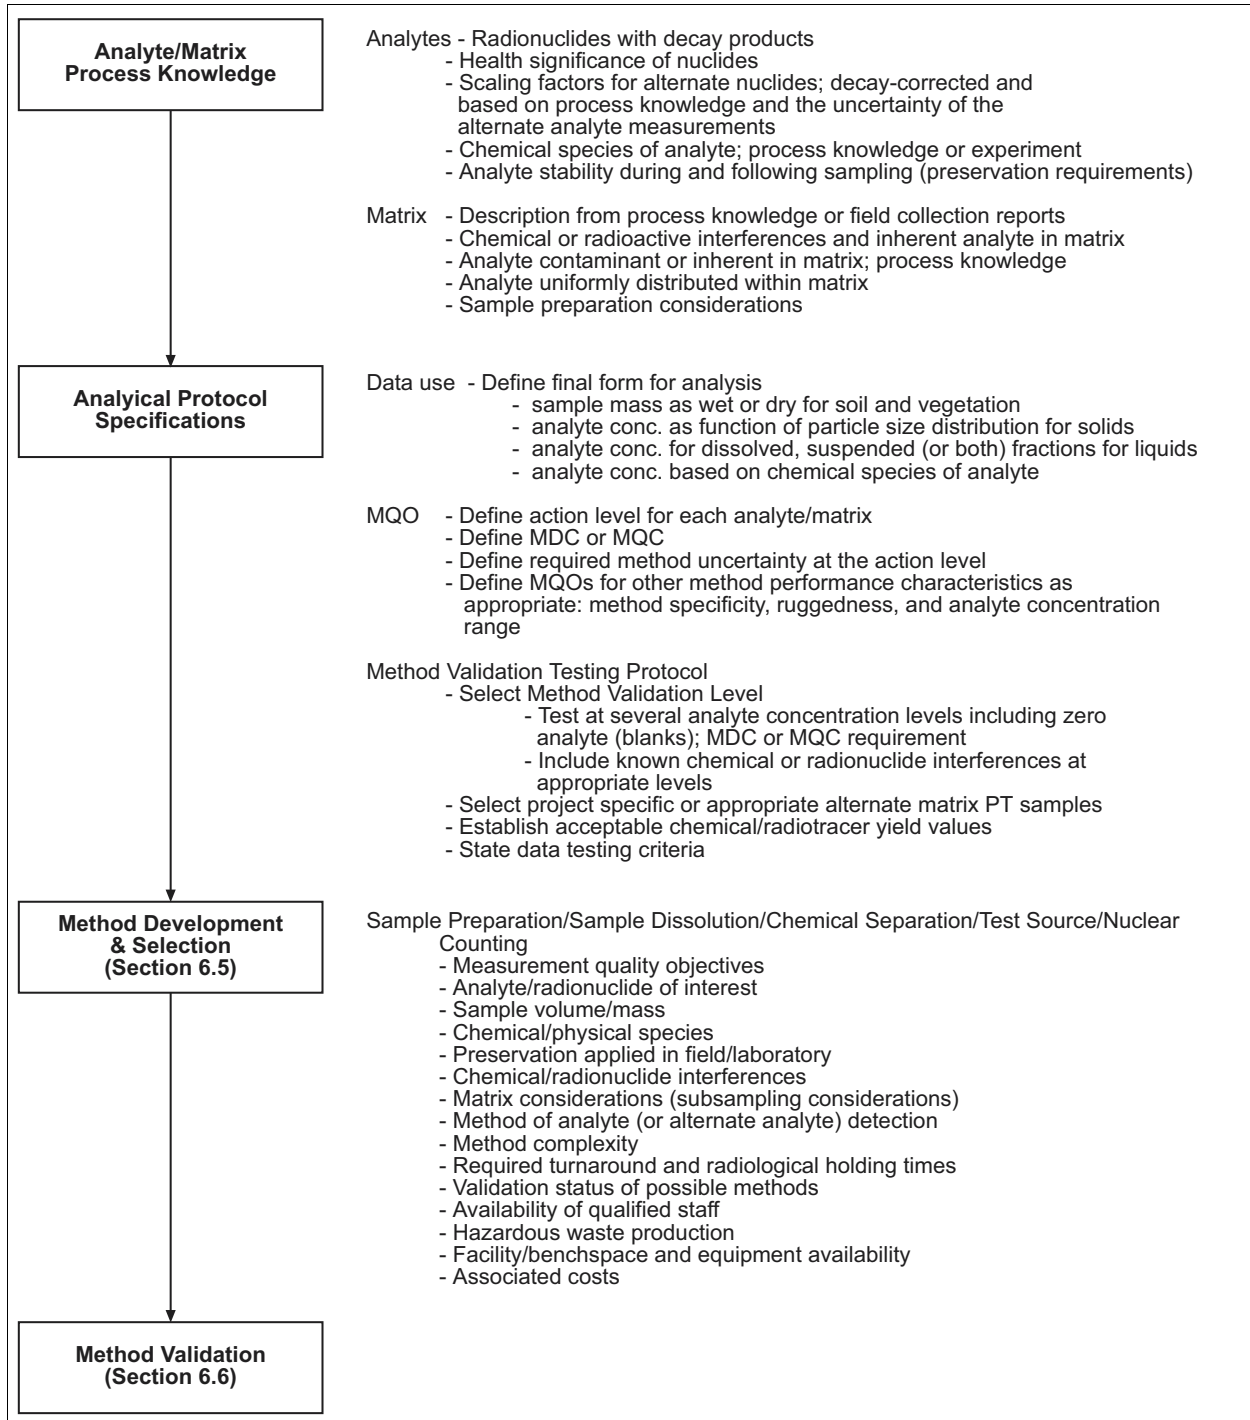 Analyte/Matrix
Process Knowledge
Analytes - Radionuclides with decay products
- Health significance of nuclides
- Scaling factors for alternate nuclides; decay-corrected and
based on process knowledge and the uncertainty of the
alternate analyte measurements
- Chemical species of analyte; process knowledge or experiment
- Analyte stability during and following sampling (preservation requirements)
Matrix - Description from process knowledge or field collection reports
- Chemical or radioactive interferences and inherent analyte in matrix
- Analyte contaminant or inherent in matrix; process knowledge
- Analyte uniformly distributed within matrix
- Sample preparation considerations
Analyical Protocol
Specifications
Data use - Define final form for analysis
- sample mass as wet or dry for soil and vegetation
- analyte conc. as function of particle size distribution for solids
- analyte conc. for dissolved, suspended (or both) fractions for liquids
- analyte conc. based on chemical species of analyte
MQO - Define action level for each analyte/matrix
- Define MDC or MQC
- Define required method uncertainty at the action level
- Define MQOs for other method performance characteristics as
appropriate: method specificity, ruggedness, and analyte concentration
range
Method Validation Testing Protocol
- Select Method Validation Level
- Test at several analyte concentration levels including zero
analyte (blanks); MDC or MQC requirement
- Include known chemical or radionuclide interferences at
appropriate levels
- Select project specific or appropriate alternate matrix PT samples
- Establish acceptable chemical/radiotracer yield values
- State data testing criteria
Method Development
& Selection
(Section 6.5)
Sample Preparation/Sample Dissolution/Chemical Separation/Test Source/Nuclear
Counting
- Measurement quality objectives
- Analyte/radionuclide of interest
- Sample volume/mass
- Chemical/physical species
- Preservation applied in field/laboratory
- Chemical/radionuclide interferences
- Matrix considerations (subsampling considerations)
- Method of analyte (or alternate analyte) detection
- Method complexity
- Required turnaround and radiological holding times
- Validation status of possible methods
- Availability of qualified staff
- Hazardous waste production
- Facility/benchspace and equipment availability
- Associated costs
Method Validation
(Section 6.6)